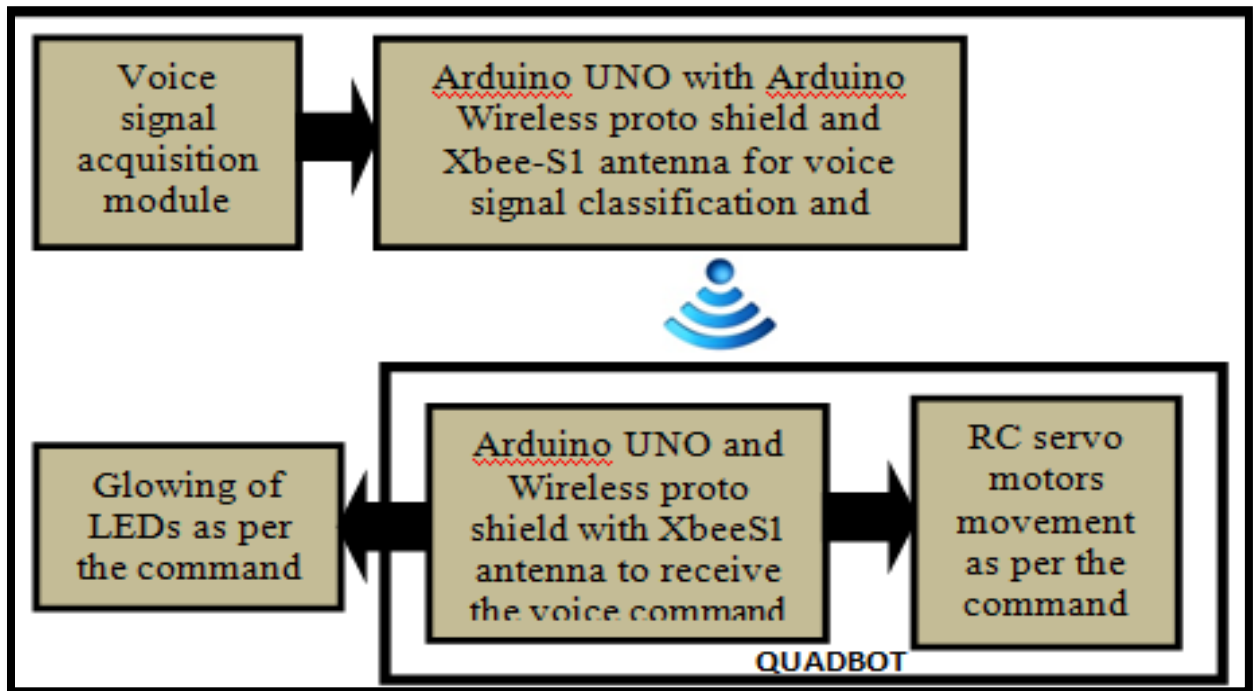 Voice
signal
acquisition
module
Arduino UNO with Arduino
Wireless proto shield and
Xbee-S1 antenna for voice
signal classification and
Glowing of
LEDs as per
the command
Arduino UNO and
Wireless proto
shield with XbeeS1
antenna to receive
the voice command
RC servo
motors
movement
as per the
command
QUADBOT